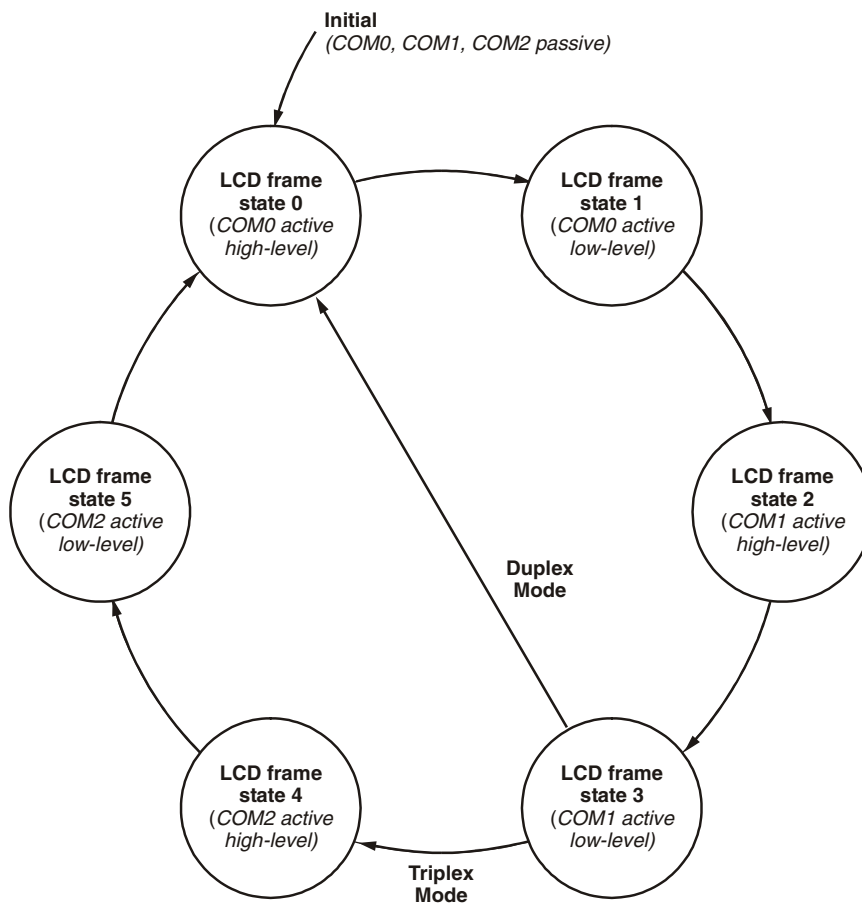 Initial
(COM0, COM1, COM2 passive)
LCD frame
state 0
(COM0 active
high-level)
LCD frame
state 1
(COM0 active
low-level)
LCD frame
state 2
(COM1 active
high-level)
LCD frame
state 5
(COM2 active
low-level)
Duplex
Mode
LCD frame
state 4
(COM2 active
high-level)
LCD frame
state 3
(COM1 active
low-level)
Triplex
Mode